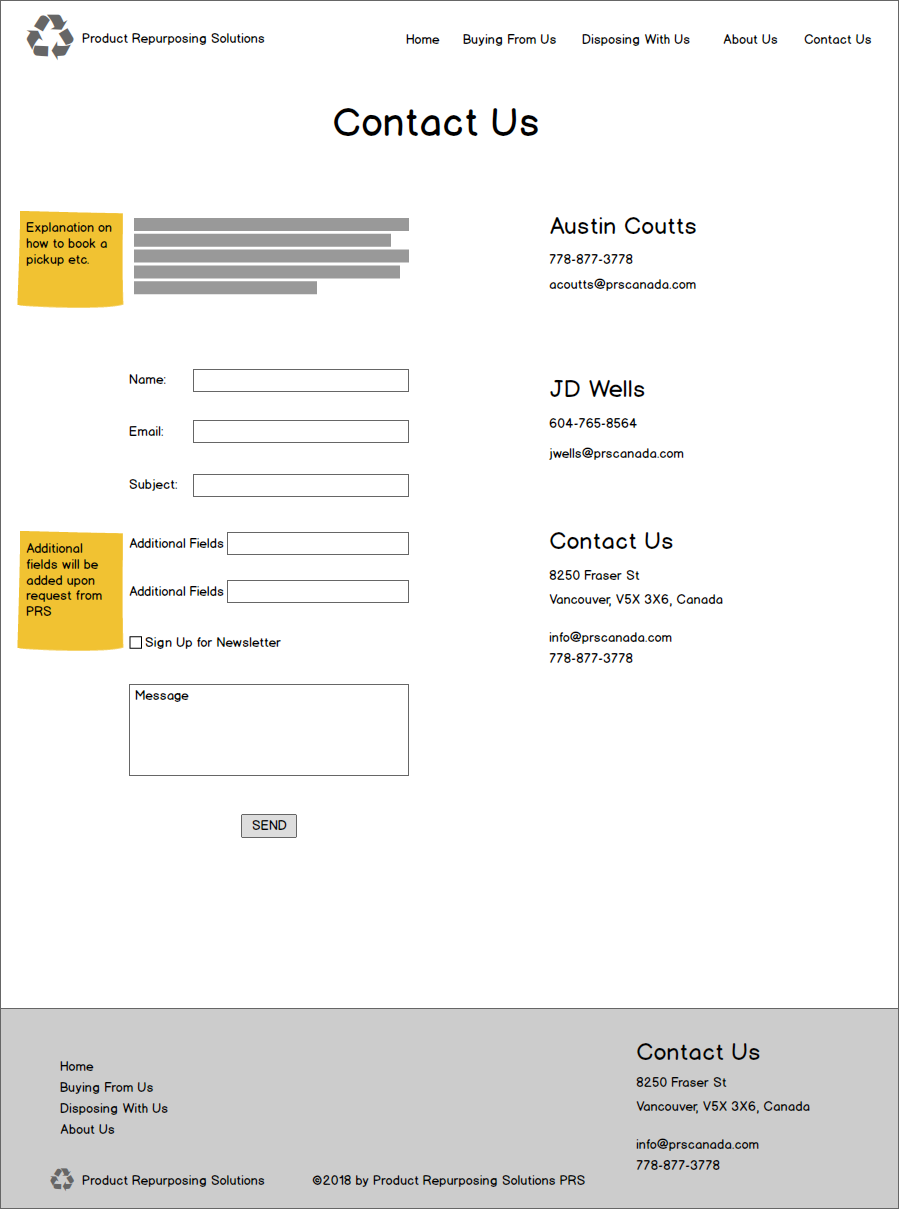 Product Repurposing Solutions
Home
Buying From Us
Disposing With Us
About Us
Contact Us
Contact Us
Explanation on
how to book a
pickup etc.
Name:
Email:
Subject:
Additional
fields will be
added upon
request from
PRS
Additional Fields
Additional Fields
Sign Up for Newsletter
Message
SEND
Austin Coutts
778-877-3778
acoutts@prscanada.com
JD Wells
604-765-8564
jwells@prscanada.com
Contact Us
8250 Fraser St
Vancouver, V5X 3X6, Canada
info@prscanada.com
778-877-3778
Home
Buying From Us
Disposing With Us
About Us
Product Repurposing Solutions
©2018 by Product Repurposing Solutions PRS
Contact Us
8250 Fraser St
Vancouver, V5X 3X6, Canada
info@prscanada.com
778-877-3778